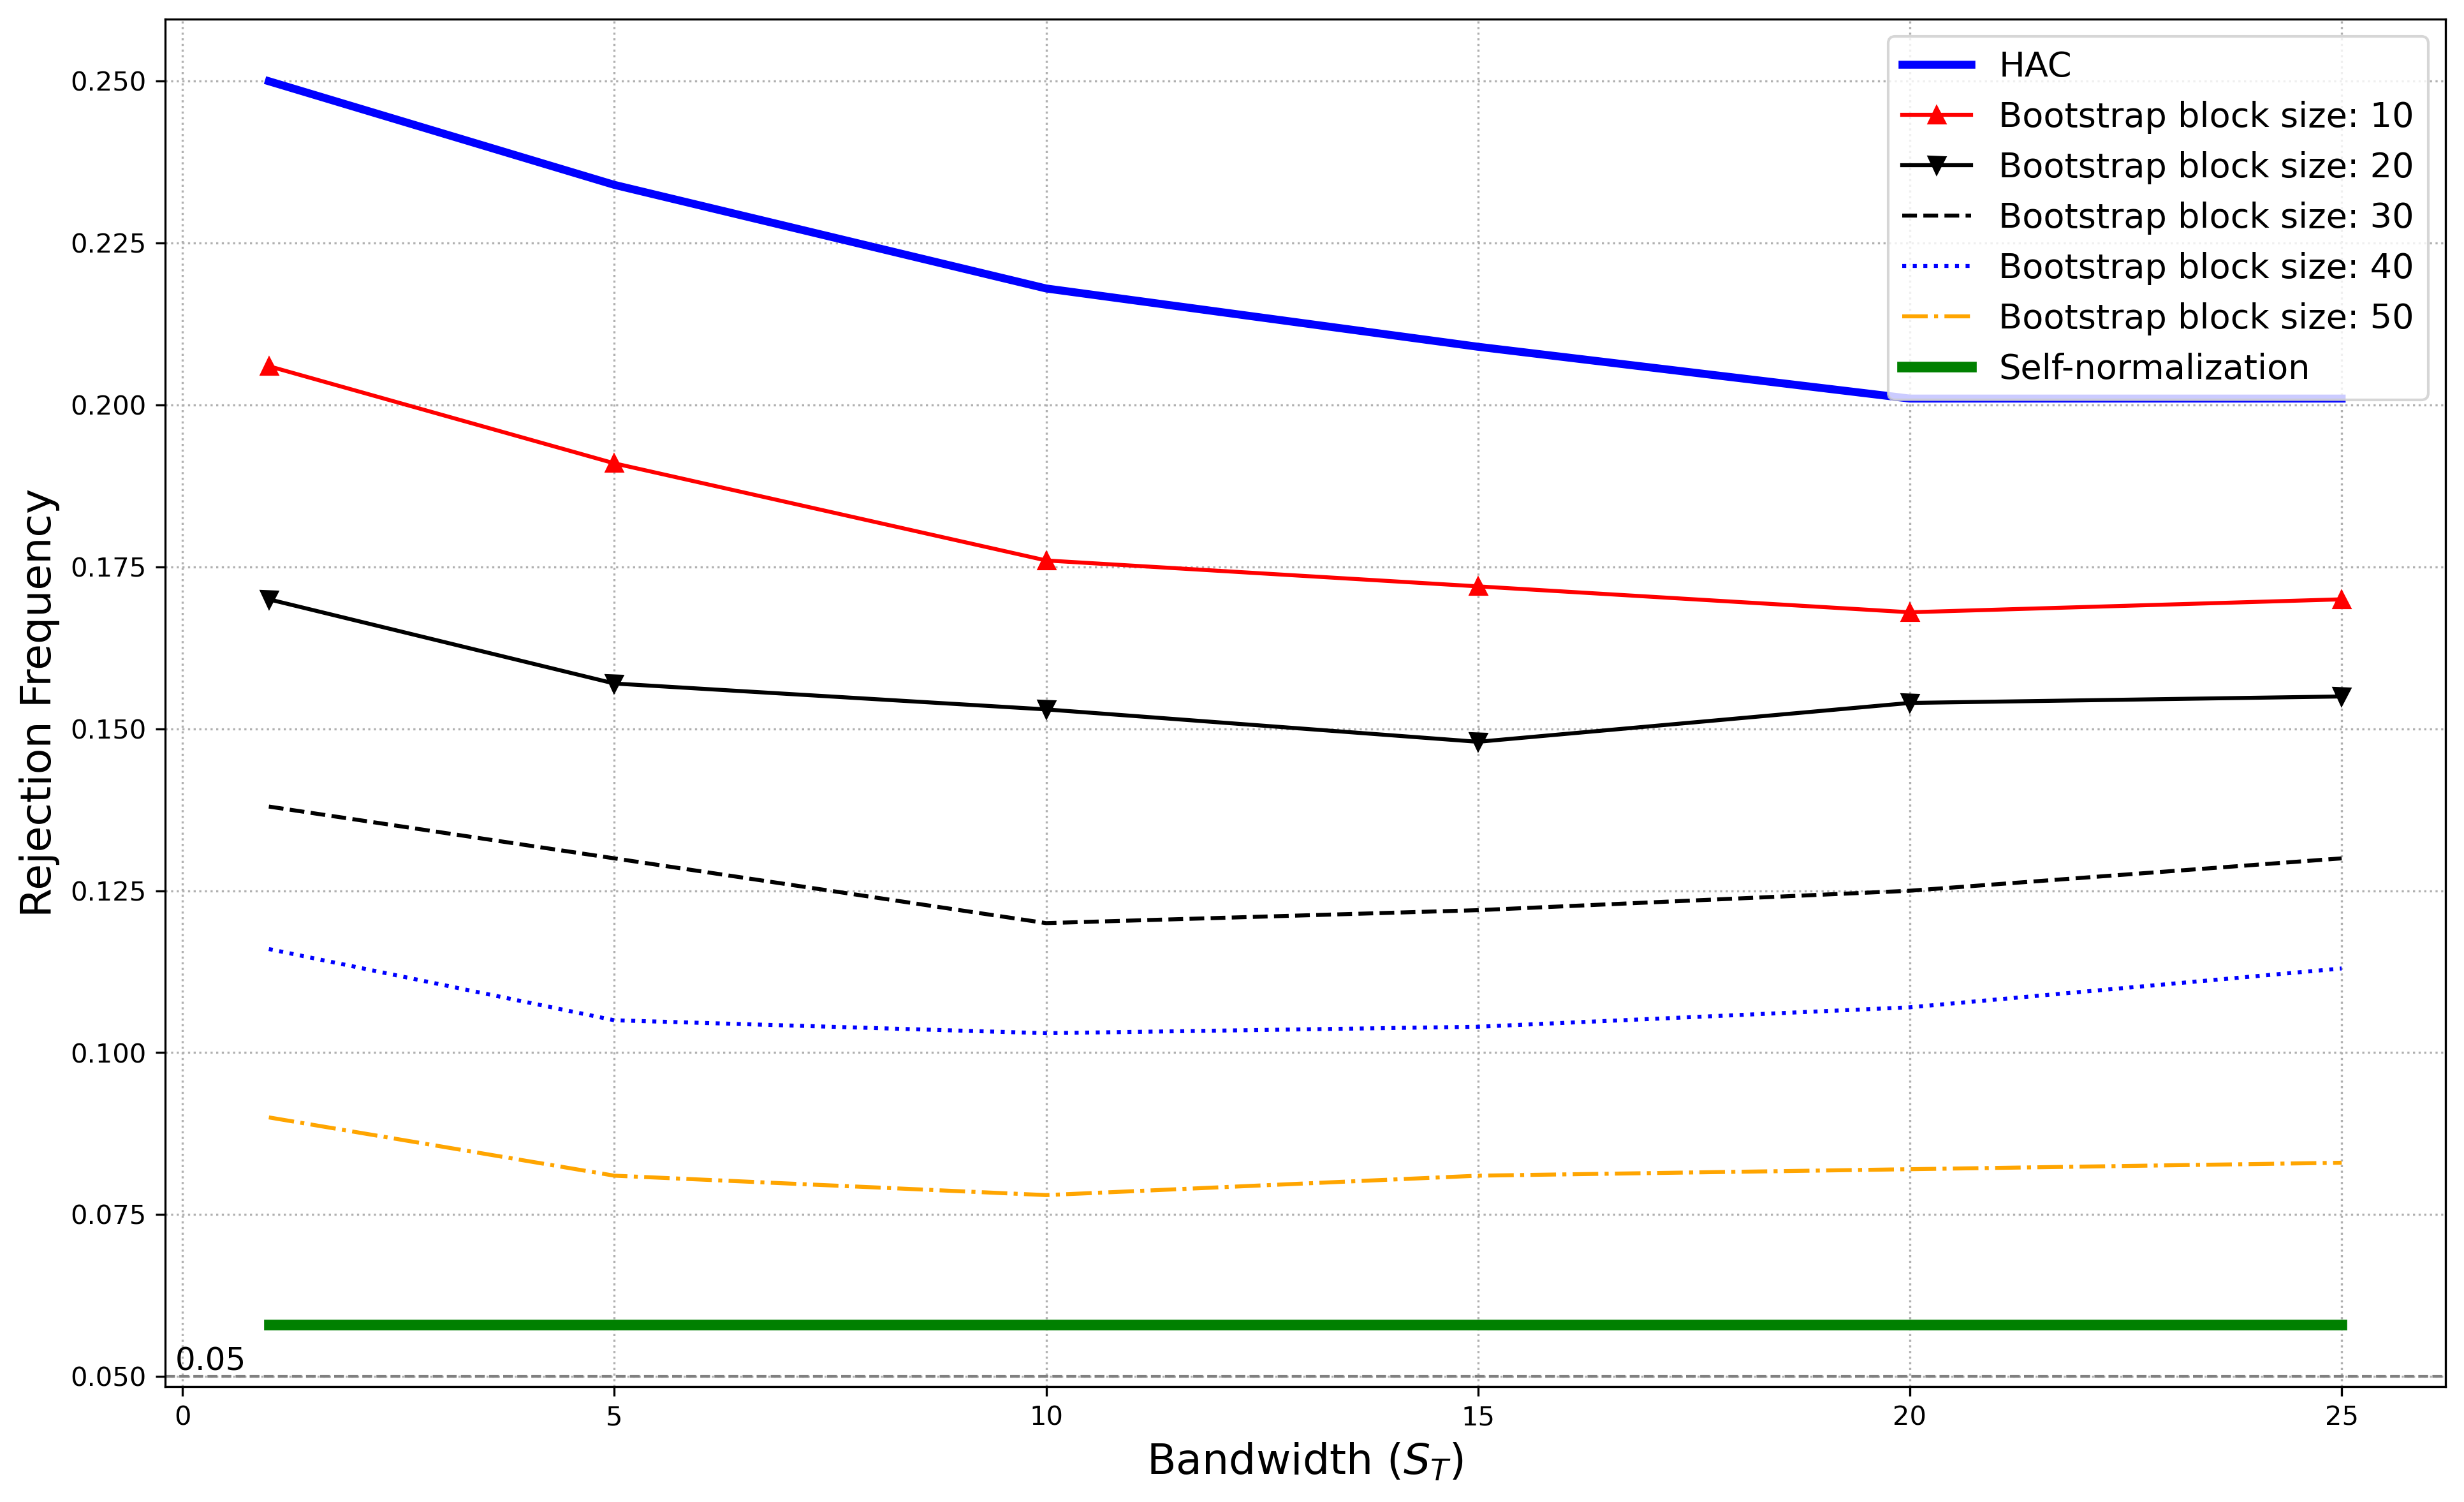 HAC
Bootstrap block size: 10
Bootstrap block size: 20
Bootstrap block size: 30
Bootstrap block size: 40
Bootstrap block size: 50
Self-normalization
Rejection Frequency
0.250
0.225
0.200
0.175
0.150
0.125
0.100
0.075
0.050
0.05
0 5 10 15 20 25
Bandwidth (S_T)